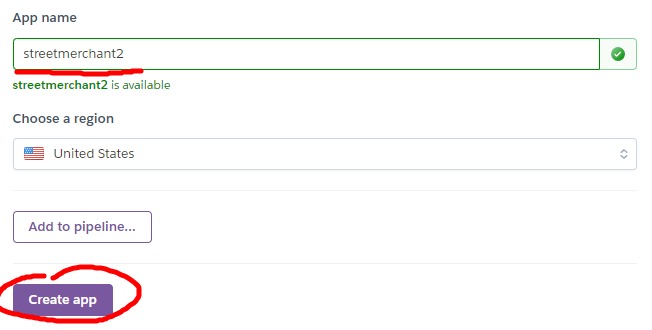 App name
streetmerchant2
streetmerchant2 is available
Choose a region
United States
Add to pipeline...
Create app